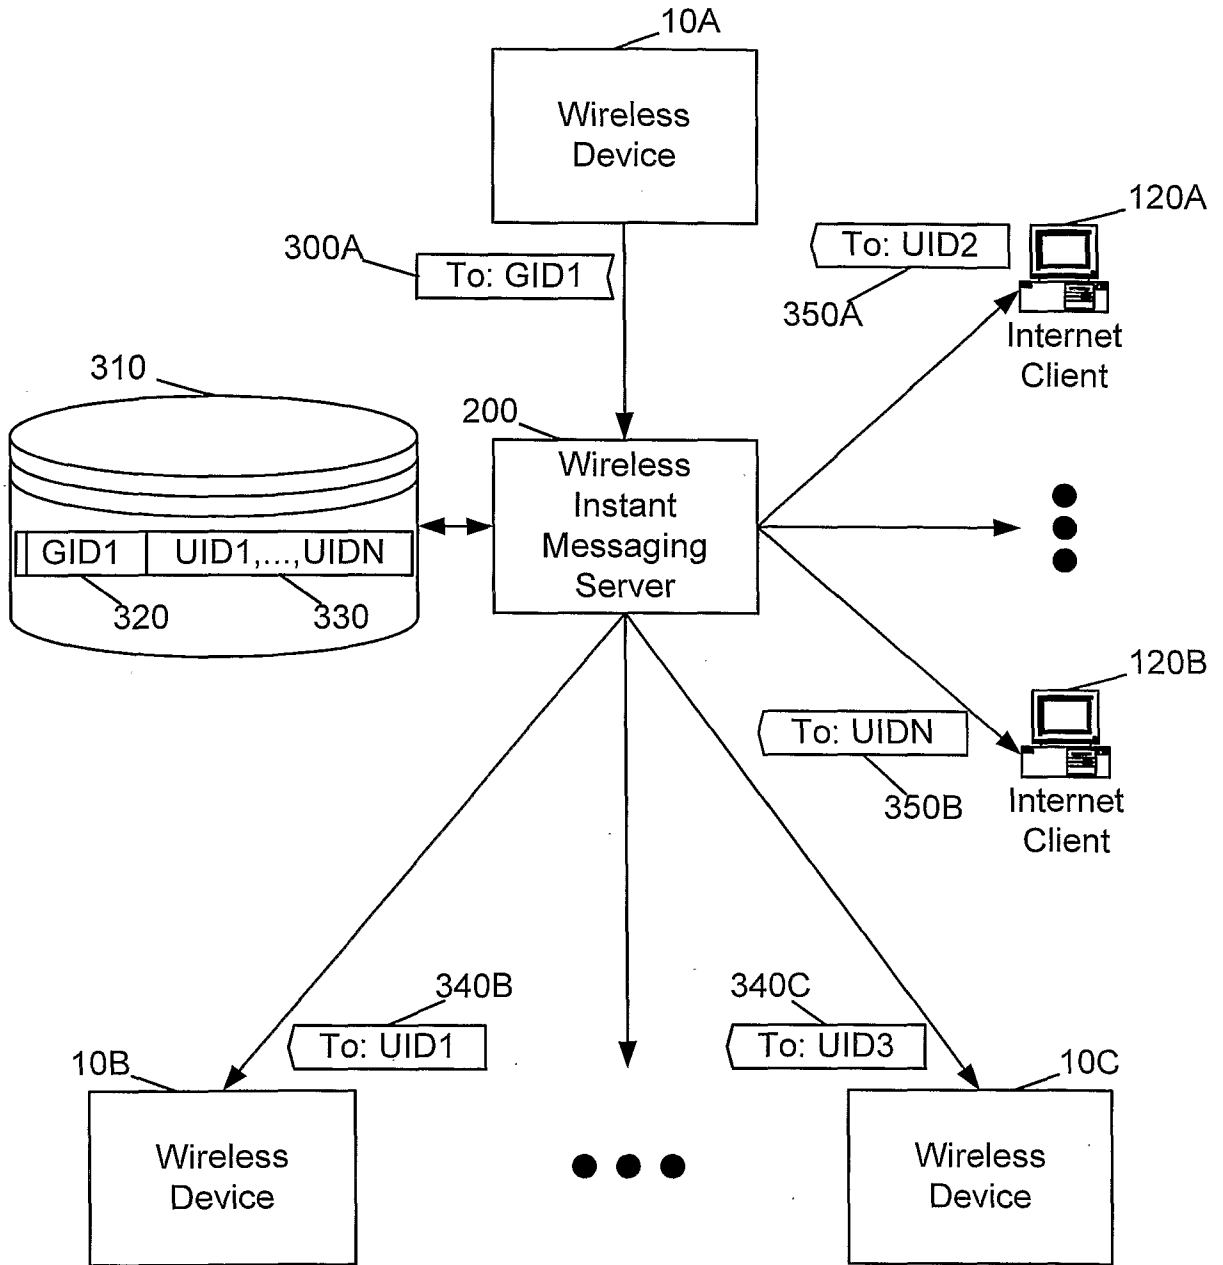 10A
Wireless
Device
300A
To: GID1
To: UID2
120A
350A
Internet
Client
310
200
Wireless
Instant
Messaging
Server
GID1
UID1,...,UIDN
320
330
120B
To: UIDN
350B
Internet
Client
340B
To: UID1
340C
To: UID3
10B
Wireless
Device
10C
Wireless
Device